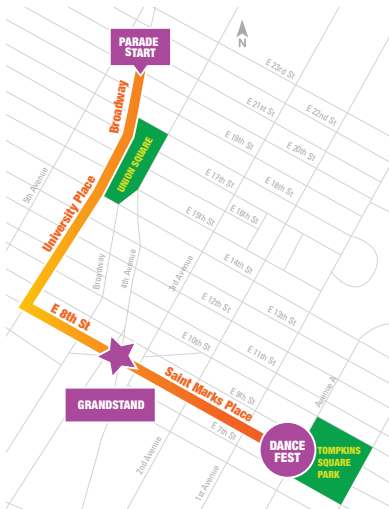 PARADE
START
N
E 23rd St
Broadway
E 21st St
E 22nd St
E 19th St
E 20th St
UNION SQUARE
E 17th St
E 18th St
5th Avenue
University Place
E 15th St
E 16th St
Broadway
4th Avenue
3rd Avenue
E 14th St
E 12th St
E 13th St
E 8th St
E 10th St
E 11th St
Saint Marks Place
E 9th St
Avenue A
GRANDSTAND
E 7th St
DANCE
FEST
TOMPKINS
SQUARE
PARK
2nd Avenue
1st Avenue